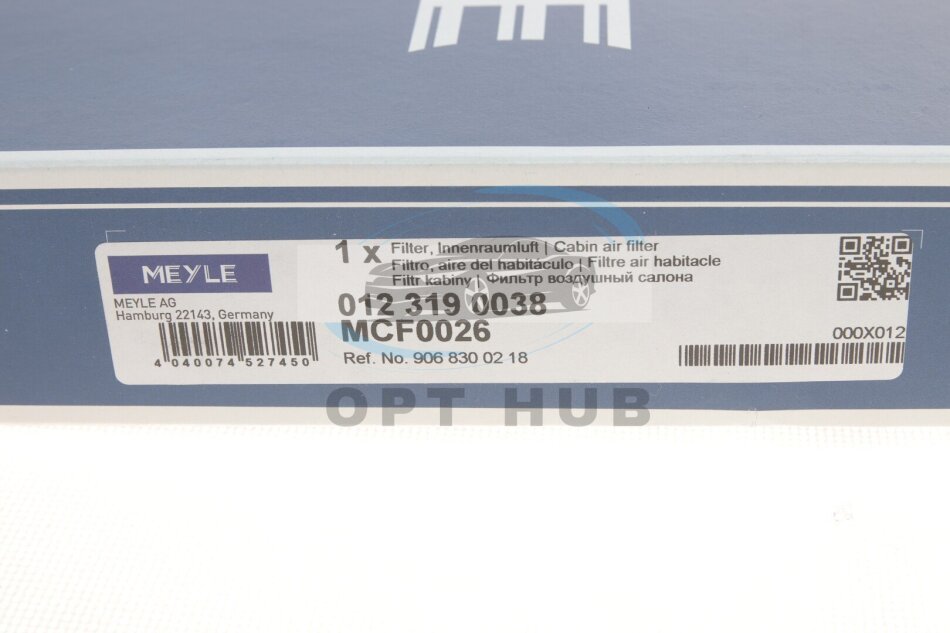 MEYLE
MEYLE AG
Hamburg 22143, Germany
4 040074 527450
1 x Filter, Innenraumluft | Cabin air filter
Filtro, aire del habitáculo | Filtre air habitacle
Filtr kabiny | Фильтр воздушный салона
012 319 0038
MCF0026
Ref. No. 906 830 02 18
000X012
OPT HUB